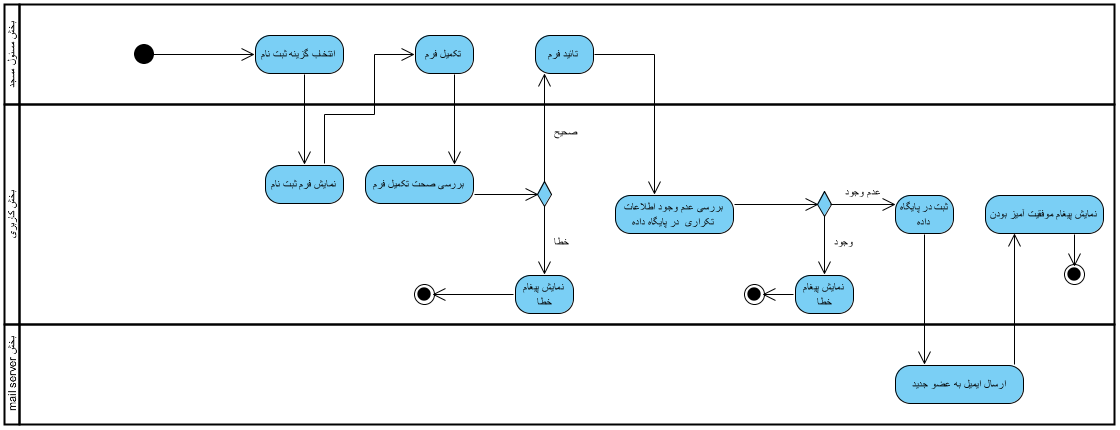 بخش مسئول مسجد
انتخاب گزینه ثبت نام
تکمیل فرم
تائید فرم
بخش کاربری
نمایش فرم ثبت نام
بررسی صحت تکمیل فرم
صحیح
خطا
نمایش پیغام
خطا
بررسی عدم وجود اطلاعات
تکراری در پایگاه داده
عدم وجود
وجود
نمایش پیغام
خطا
ثبت در پایگاه
داده
نمایش پیغام موفقیت آمیز بودن
بخش mail server
ارسال ایمیل به عضو جدید